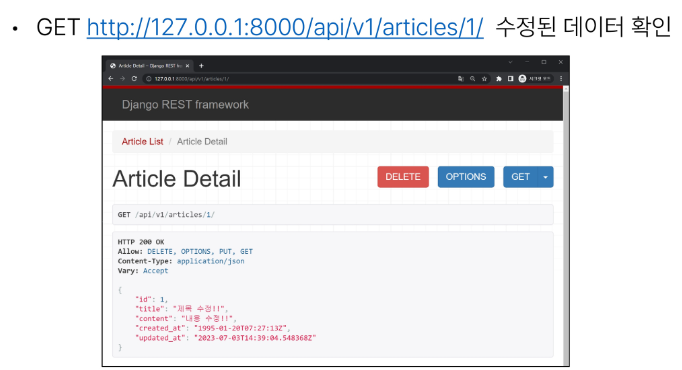 • GET http://127.0.0.1:8000/api/v1/articles/1/ 수정된 데이터 확인
Article Detail – Django REST fra
127.0.0.1:8000/api/v1/articles/1/
Django REST framework
Article List / Article Detail
Article Detail
DELETE
OPTIONS
GET
GET /api/v1/articles/1/
HTTP 200 OK
Allow: DELETE, OPTIONS, PUT, GET
Content-Type: application/json
Vary: Accept
{
"id": 1,
"title": "제목 수정!!",
"content": "내용 수정!!",
"created_at": "1995-01-20T07:27:13Z",
"updated_at": "2023-07-03T14:39:04.548368Z"
}